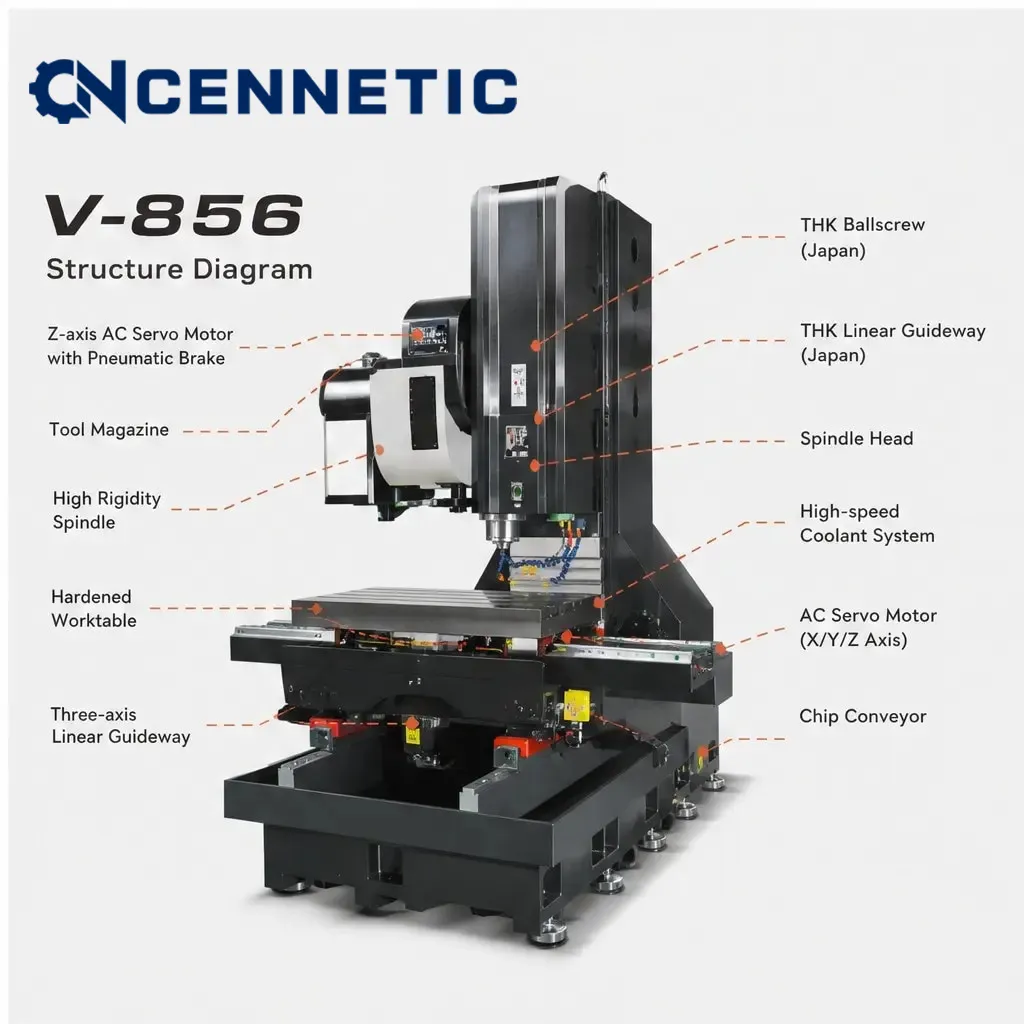 CNCENNETIC
V-856
Structure Diagram
Z-axis AC Servo Motor
with Pneumatic Brake
Tool Magazine
High Rigidity
Spindle
Hardened
Worktable
Three-axis
Linear Guideway
THK Ballscrew
(Japan)
THK Linear Guideway
(Japan)
Spindle Head
High-speed
Coolant System
AC Servo Motor
(X/Y/Z Axis)
Chip Conveyor